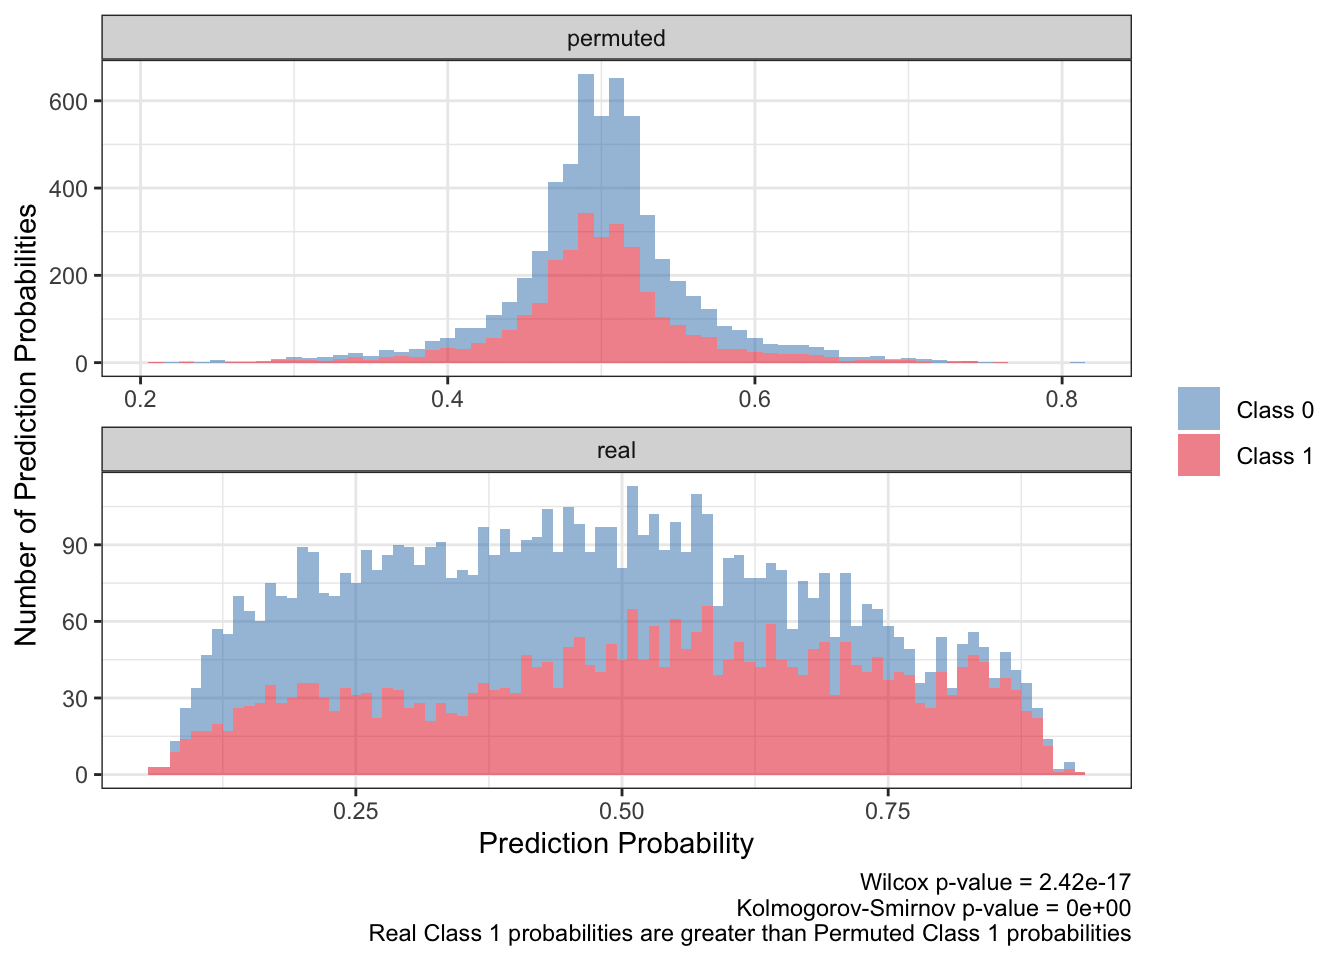 permuted
600
400
200
0
0.2 0.4 0.6 0.8
real
90
60
30
0
0.25 0.50 0.75
Number of Prediction Probabilities
Prediction Probability
Class 0
Class 1
Wilcox p-value = 2.42e-17
Kolmogorov-Smirnov p-value = 0e+00
Real Class 1 probabilities are greater than Permuted Class 1 probabilities